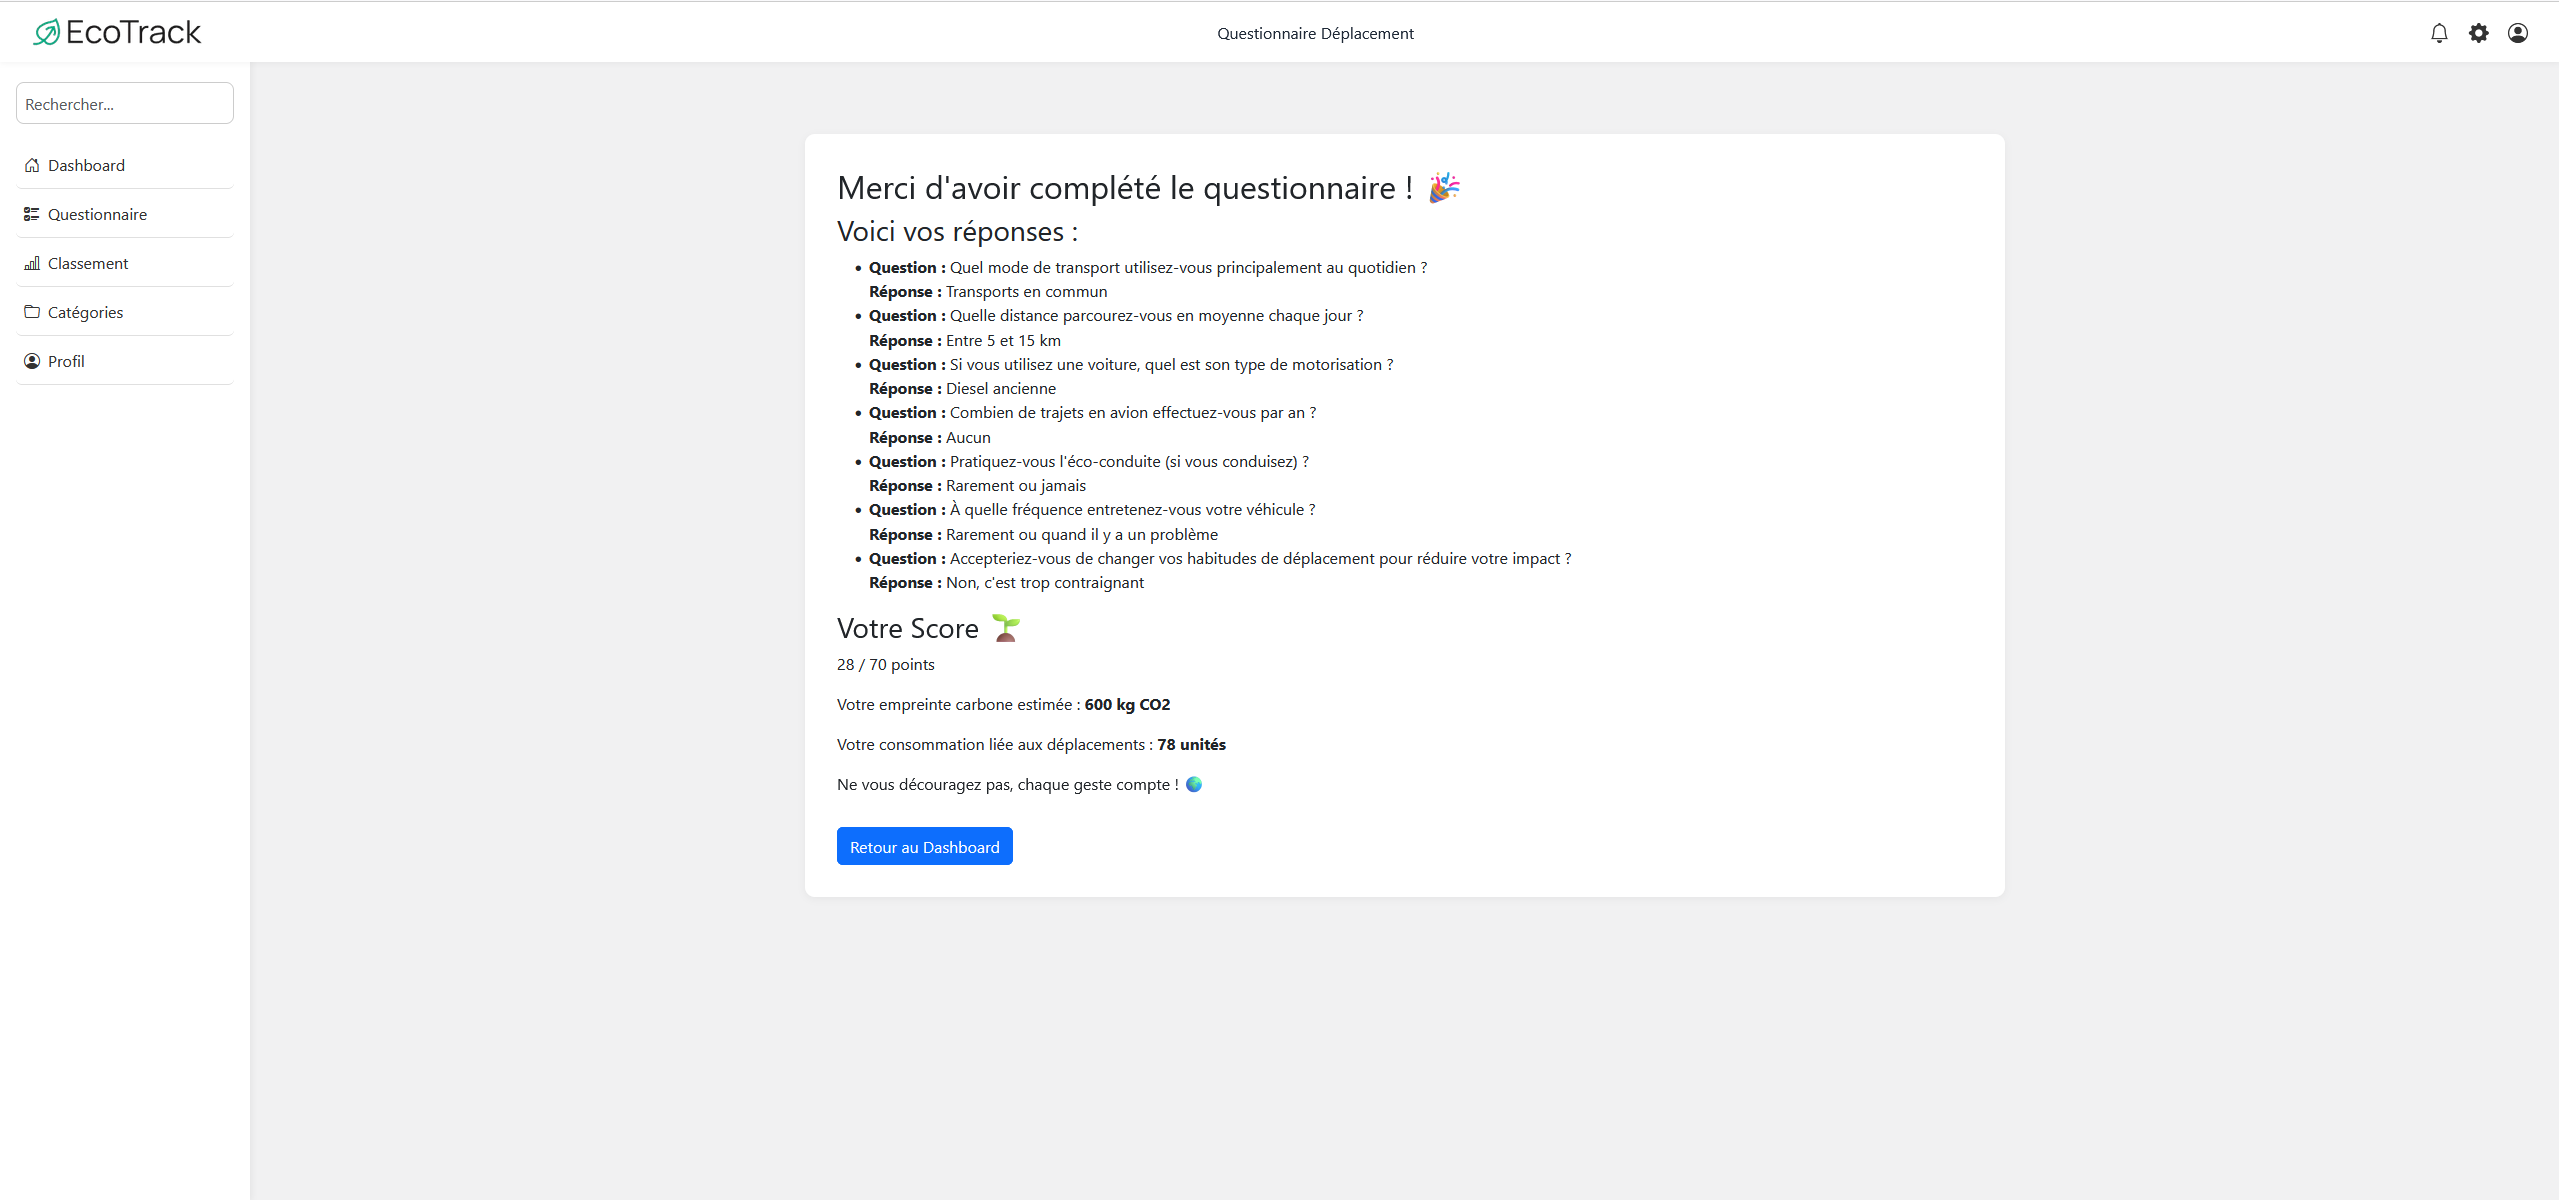 EcoTrack
Questionnaire Déplacement
Rechercher...
Dashboard
Questionnaire
Classement
Catégories
Profil
Merci d'avoir complété le questionnaire ! 🎉
Voici vos réponses :
• Question : Quel mode de transport utilisez-vous principalement au quotidien ?
Réponse : Transports en commun
• Question : Quelle distance parcourez-vous en moyenne chaque jour ?
Réponse : Entre 5 et 15 km
• Question : Si vous utilisez une voiture, quel est son type de motorisation ?
Réponse : Diesel ancienne
• Question : Combien de trajets en avion effectuez-vous par an ?
Réponse : Aucun
• Question : Pratiquez-vous l'éco-conduite (si vous conduisez) ?
Réponse : Rarement ou jamais
• Question : À quelle fréquence entretenez-vous votre véhicule ?
Réponse : Rarement ou quand il y a un problème
• Question : Accepteriez-vous de changer vos habitudes de déplacement pour réduire votre impact ?
Réponse : Non, c'est trop contraignant
Votre Score 🌱
28 / 70 points
Votre empreinte carbone estimée : 600 kg CO2
Votre consommation liée aux déplacements : 78 unités
Ne vous découragez pas, chaque geste compte ! 🌍
Retour au Dashboard